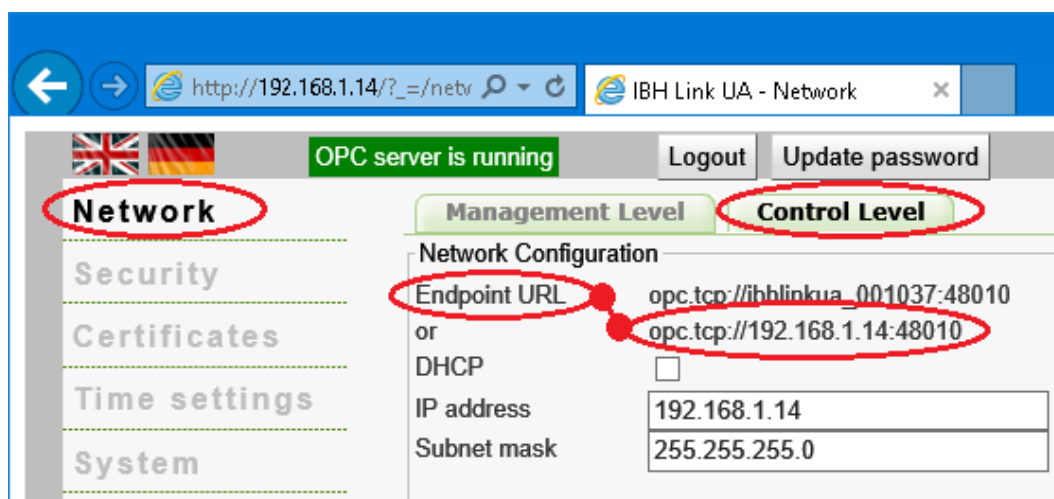 http://192.168.1.14/?_=/netv
IBH Link UA - Network
OPC server is running
Logout
Update password
Network
Management Level
Control Level
Network Configuration
Security
Endpoint URL opc.tcp://ibhlinkua_001037:48010
or opc.tcp://192.168.1.14:48010
Certificates
DHCP
Time settings
IP address 192.168.1.14
Subnet mask 255.255.255.0
System